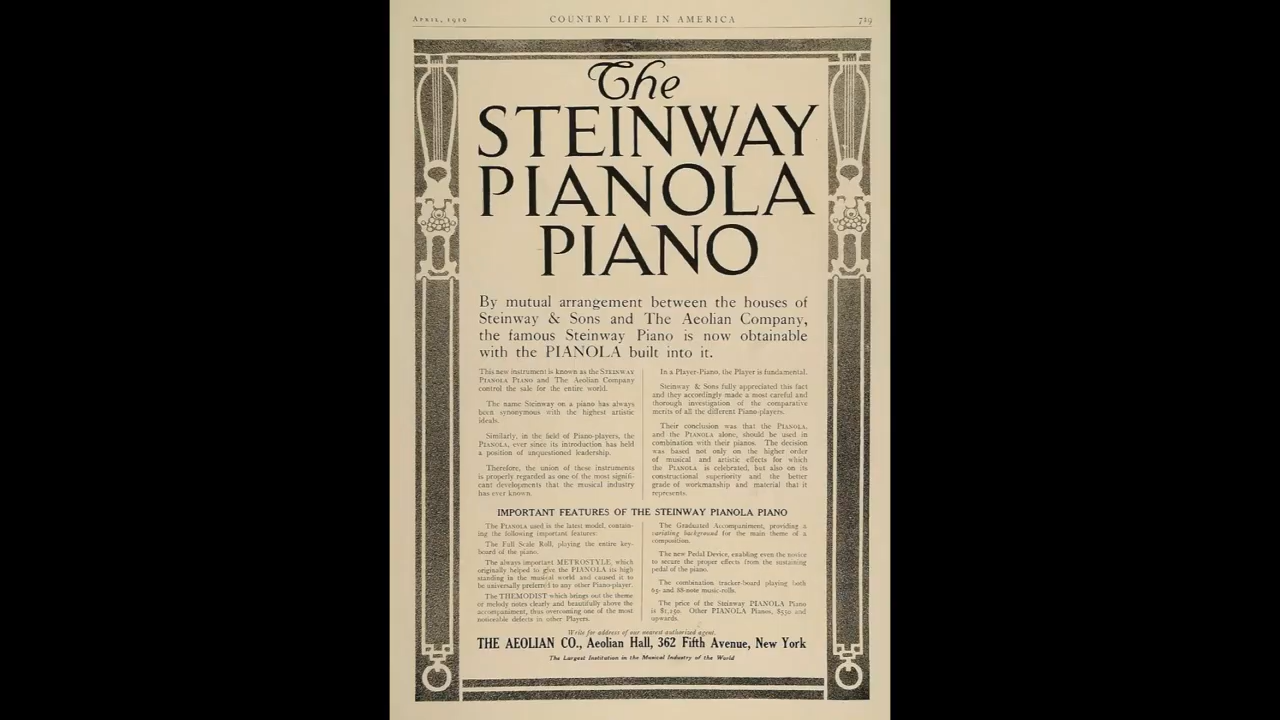 April, 1910
COUNTRY LIFE IN AMERICA
719
The
STEINWAY
PIANOLA
PIANO
By mutual arrangement between the houses of
Steinway & Sons and The Aeolian Company,
the famous Steinway Piano is now obtainable
with the PIANOLA built into it.
This new instrument is known as the STEINWAY
PIANOLA PIANO and The Aeolian Company
control the sale for the entire world.
The name Steinway on a piano has always
been synonymous with the highest artistic
ideals.
Similarly, in the field of Piano-players, the
PIANOLA, ever since its introduction has held
a position of unquestioned leadership.
Therefore, the union of these instruments
is properly regarded as one of the most signifi-
cant developments that the musical industry
has ever known.
In a Player-Piano, the Player is fundamental.
Steinway & Sons fully appreciated this fact
and they accordingly made a most careful and
thorough investigation of the comparative
merits of all the different Piano-players.
Their conclusion was that the PIANOLA,
and the PIANOLA alone, should be used in
combination with their pianos. The decision
was based not only on the higher order
of musical and artistic effects for which
the PIANOLA is celebrated, but also on its
constructional superiority and the better
grade of workmanship and material that it
represents.
IMPORTANT FEATURES OF THE STEINWAY PIANOLA PIANO
The PIANOLA used is the latest model, contain-
ing the following important features:
The Full Scale Roll, playing the entire key-
board of the piano.
The always important METROSTYLE, which
originally helped to give the PIANOLA its high
standing in the musical world and caused it to
be universally preferred to any other Piano-player.
The THEMODIST which brings out the theme
or melody notes clearly and beautifully above the
accompaniment, thus overcoming one of the most
noticeable defects in other Players.
The Graduated Accompaniment, providing a
variating background for the main theme of a
composition.
The new Pedal Device, enabling even the novice
to secure the proper effects from the sustaining
pedal of the piano.
The combination tracker-board playing both
65- and 88-note music-rolls.
The price of the Steinway PIANOLA Piano
is $1,250. Other PIANOLA Pianos, $550 and
upwards.
Write for address of our nearest authorized agent.
THE AEOLIAN CO., Aeolian Hall, 362 Fifth Avenue, New York
The Largest Institution in the Musical Industry of the World